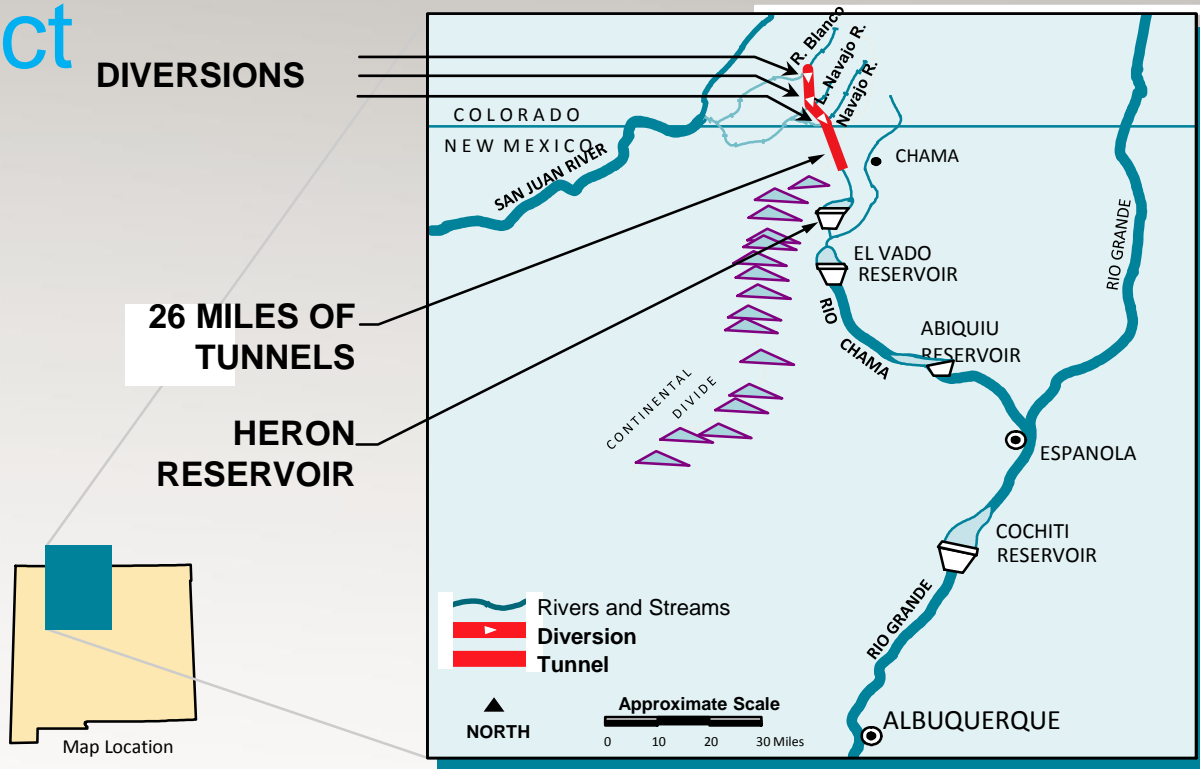 ct
DIVERSIONS
R. Blanco
L. Navajo R.
Navajo R.
COLORADO
NEW MEXICO
SAN JUAN RIVER
CHAMA
RIO GRANDE
EL VADO
RESERVOIR
26 MILES OF
TUNNELS
RIO
CHAMA
ABIQUIU
RESERVOIR
CONTINENTAL
DIVIDE
HERON
RESERVOIR
ESPANOLA
COCHITI
RESERVOIR
RIO GRANDE
Rivers and Streams
Diversion
Tunnel
Approximate Scale
NORTH
0 10 20 30 Miles
ALBUQUERQUE
Map Location